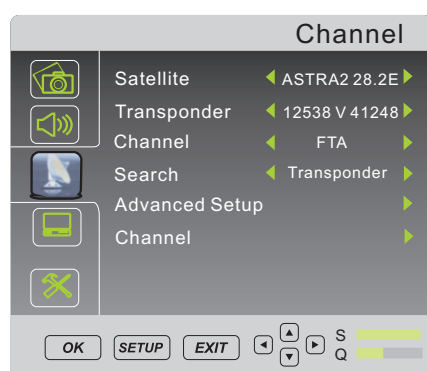 Channel
Satellite ASTRA2 28.2E
Transponder 12538 V 41248
Channel FTA
Search Transponder
Advanced Setup
Channel
OK SETUP EXIT S
Q